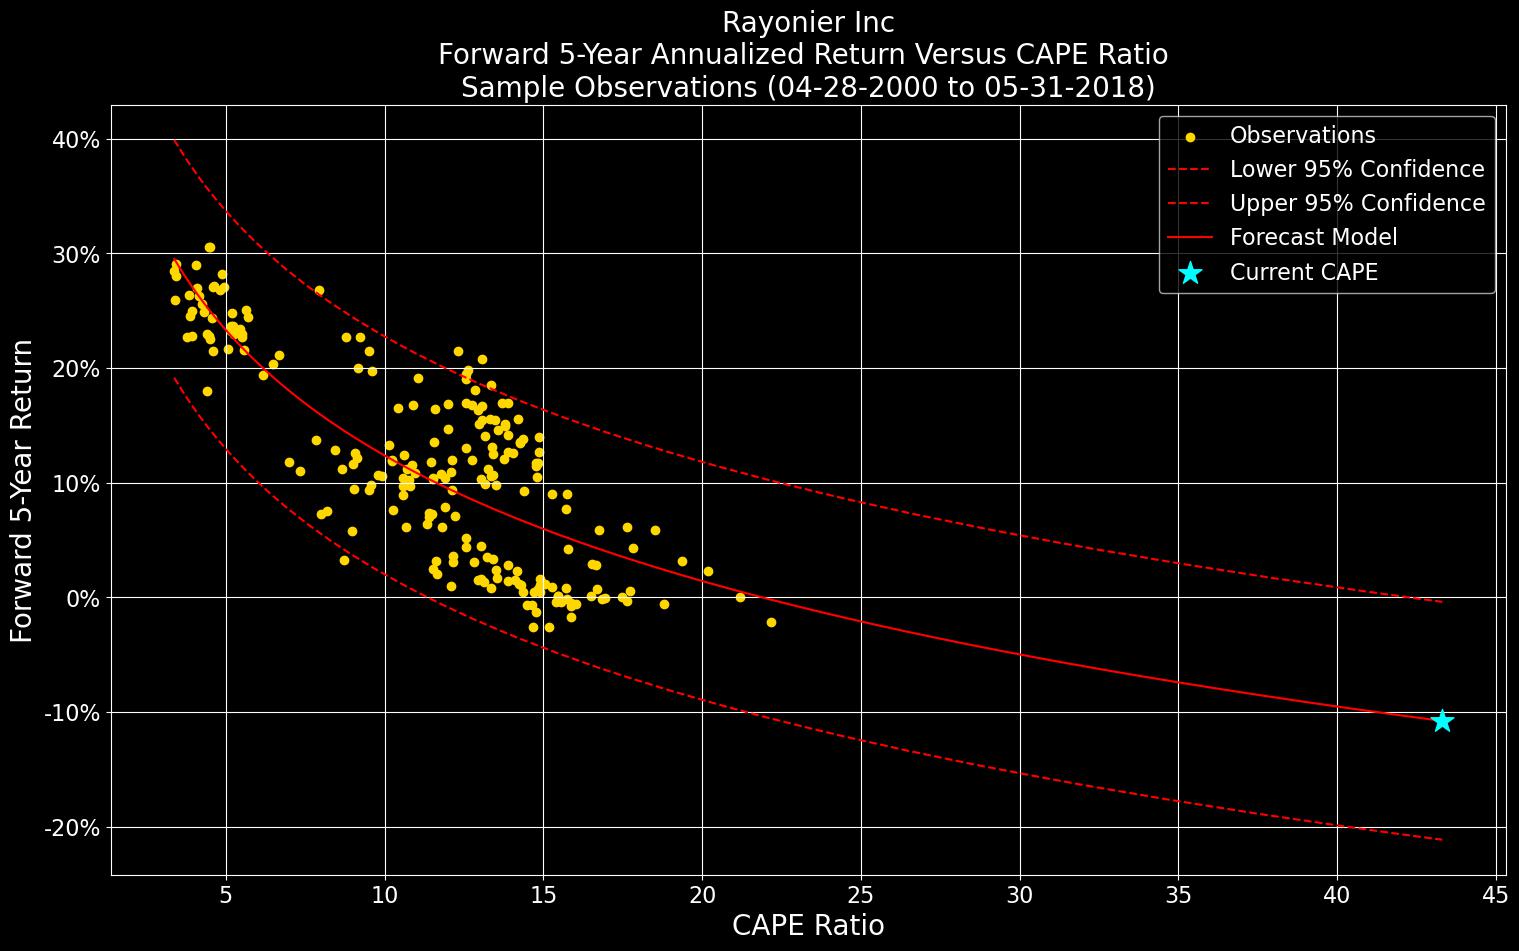 Rayonier Inc
Forward 5-Year Annualized Return Versus CAPE Ratio
Sample Observations (04-28-2000 to 05-31-2018)
Observations
Lower 95% Confidence
Upper 95% Confidence
Forecast Model
Current CAPE
Forward 5-Year Return
40%
30%
20%
10%
0%
-10%
-20%
5 10 15 20 25 30 35 40 45
CAPE Ratio